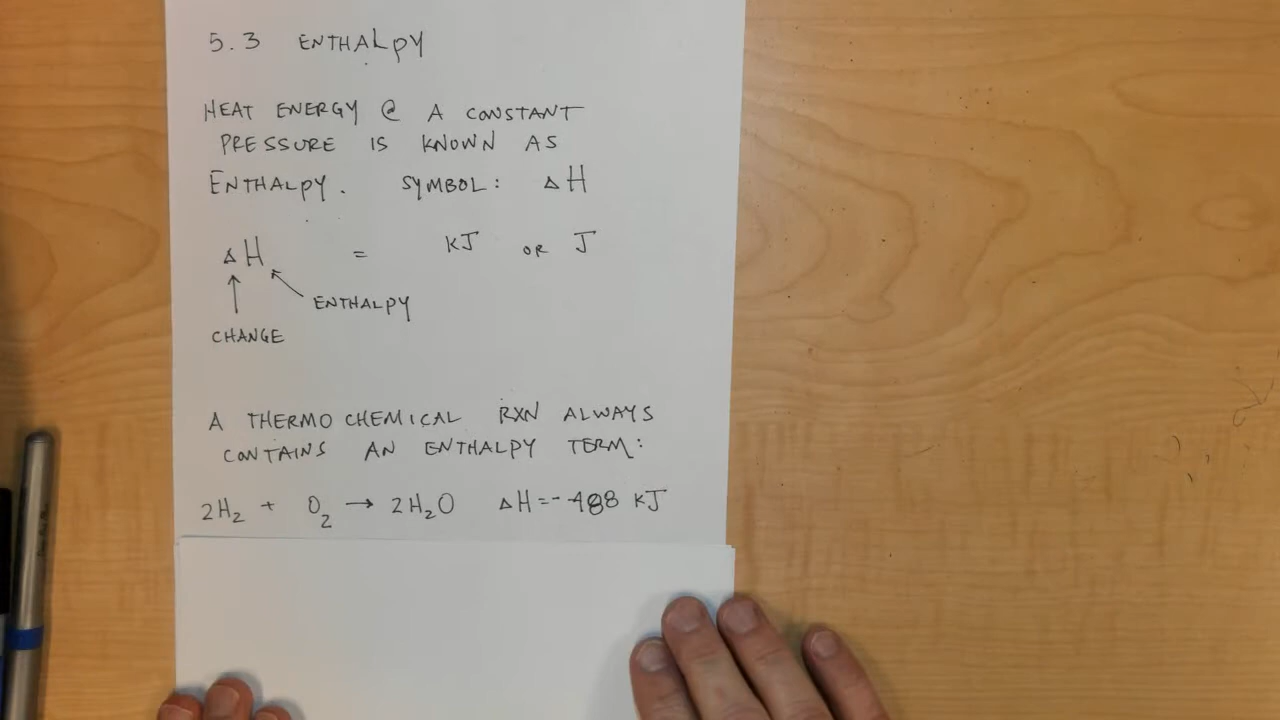 5.3 ENTHALPY
HEAT ENERGY @ A CONSTANT
PRESSURE IS KNOWN AS
ENTHALPY. SYMBOL: ΔH
ΔH = KJ OR J
ENTHALPY
CHANGE
A THERMOCHEMICAL RXN ALWAYS
CONTAINS AN ENTHALPY TERM:
2H₂ + O₂ → 2H₂O ΔH = - 488 KJ